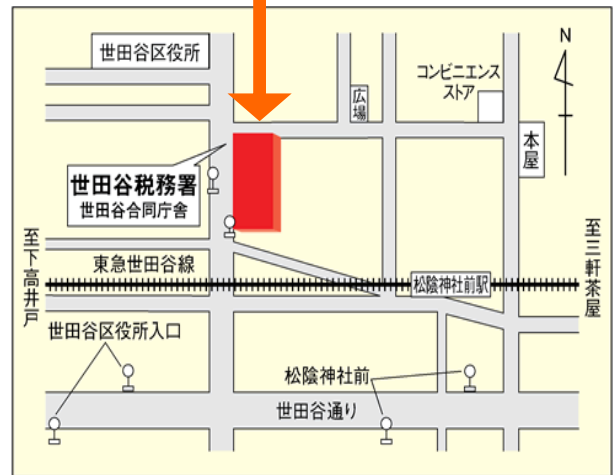 世田谷区役所
N
コンビニエンス
ストア
広場
本屋
世田谷税務署
世田谷合同庁舎
至下高井戸
東急世田谷線
松陰神社前駅
至三軒茶屋
世田谷区役所入口
松陰神社前
世田谷通り